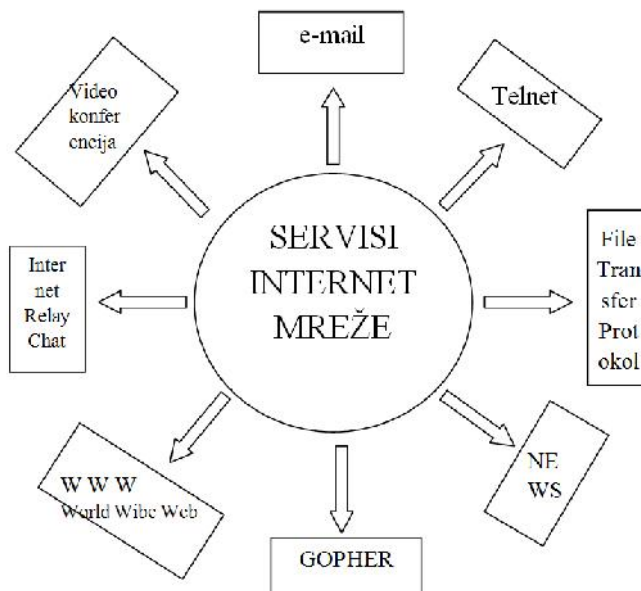 e-mail
Video
konfer
encija
Telnet
SERVISI
INTERNET
MREŽE
File
Tran
sfer
Prot
okol
Inter
net
Relay
Chat
W W W
World Wibe Web
NE
WS
GOPHER